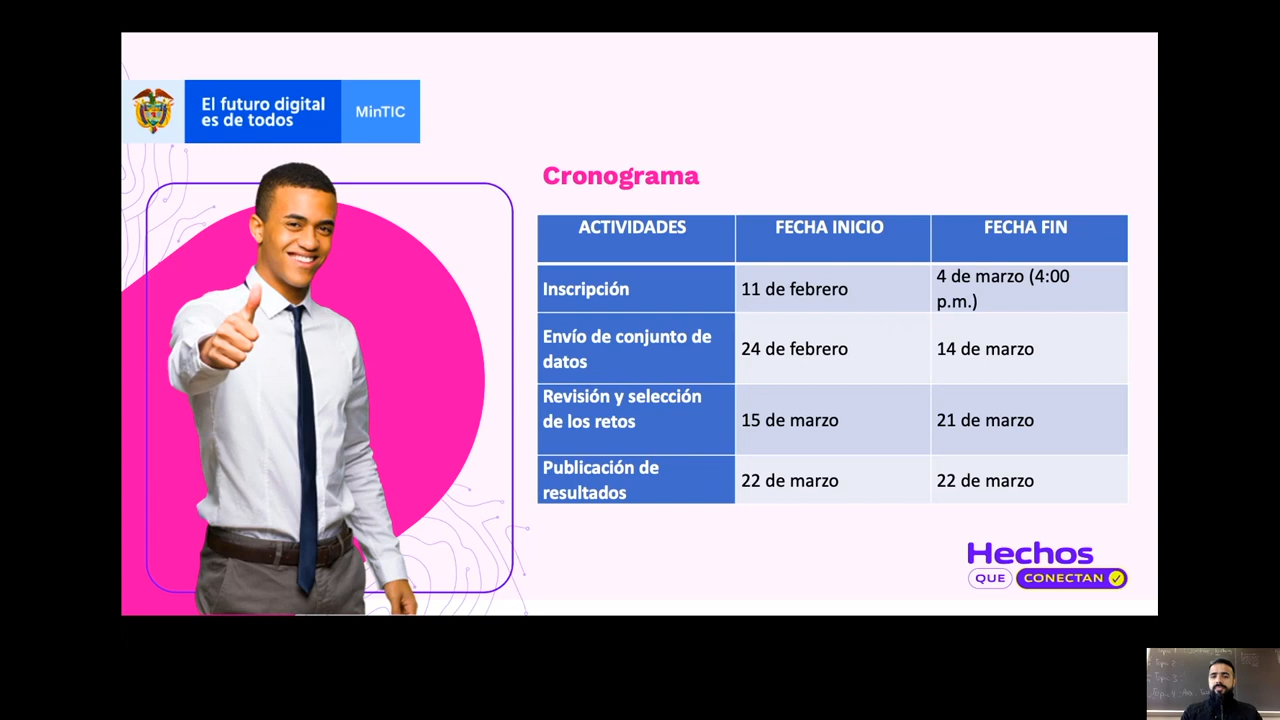 El futuro digital
es de todos
MinTIC
Cronograma
ACTIVIDADES FECHA INICIO FECHA FIN
Inscripción 11 de febrero 4 de marzo (4:00
p.m.)
Envío de conjunto de
datos 24 de febrero 14 de marzo
Revisión y selección
de los retos 15 de marzo 21 de marzo
Publicación de
resultados 22 de marzo 22 de marzo
Hechos
QUE CONECTAN